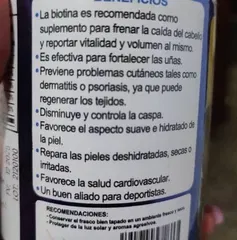 BENEFICIOS
• La biotina es recomendada como
suplemento para frenar la caída del cabello
y reportar vitalidad y volumen al mismo.
• Es efectiva para fortalecer las uñas.
• Previene problemas cutáneos tales como
dermatitis o psoriasis, ya que puede
regenerar los tejidos.
• Disminuye y controla la caspa.
• Favorece el aspecto suave e hidratado de
la piel.
• Repara las pieles deshidratadas, secas o
irritadas.
• Favorece la salud cardiovascular.
• Un buen aliado para deportistas.
RECOMENDACIONES:
- Conservar el frasco bien tapado en un ambiente fresco y seco.
- Protegar de la luz solar y aromas agresivos.